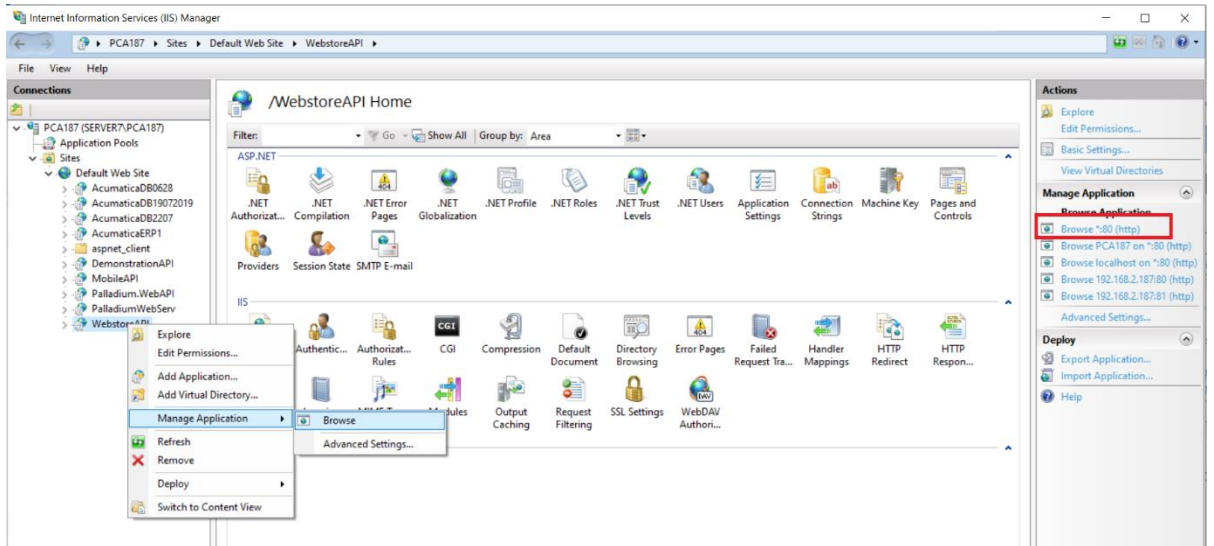 Internet Information Services (IIS) Manager
PCA187 Sites Default Web Site WebstoreAPI
File View Help
Connections
PCA187 (SERVER7\PCA187)
Application Pools
Sites
Default Web Site
AcumaticaDB0628
AcumaticaDB19072019
AcumaticaDB2207
AcumaticaERP1
aspnet_client
DemonstrationAPI
MobileAPI
Palladium.WebAPI
PalladiumWebServ
WebstoreAPI
Explore
Edit Permissions...
Add Application...
Add Virtual Directory...
Manage Application
Refresh
Remove
Deploy
Switch to Content View
Browse
Advanced Settings...
/WebstoreAPI Home
Filter: Go Show All Group by: Area
ASP.NET
.NET Authorizat...
.NET Compilation
.NET Error Pages
.NET Globalization
.NET Profile
.NET Roles
.NET Trust Levels
.NET Users
Application Settings
Connection Strings
Machine Key
Pages and Controls
Providers
Session State
SMTP E-mail
IIS
Authentic...
Authorizat... Rules
CGI
Compression
Default Document
Directory Browsing
Error Pages
Failed Request Tra...
Handler Mappings
HTTP Redirect
HTTP Respon...
Output Caching
Request Filtering
SSL Settings
WebDAV Authori...
Actions
Explore
Edit Permissions...
Basic Settings...
View Virtual Directories
Manage Application
Browse Application
Browse *:80 (http)
Browse PCA187 on *:80 (http)
Browse localhost on *:80 (http)
Browse 192.168.2.187:80 (http)
Browse 192.168.2.187:81 (http)
Advanced Settings...
Deploy
Export Application...
Import Application...
Help